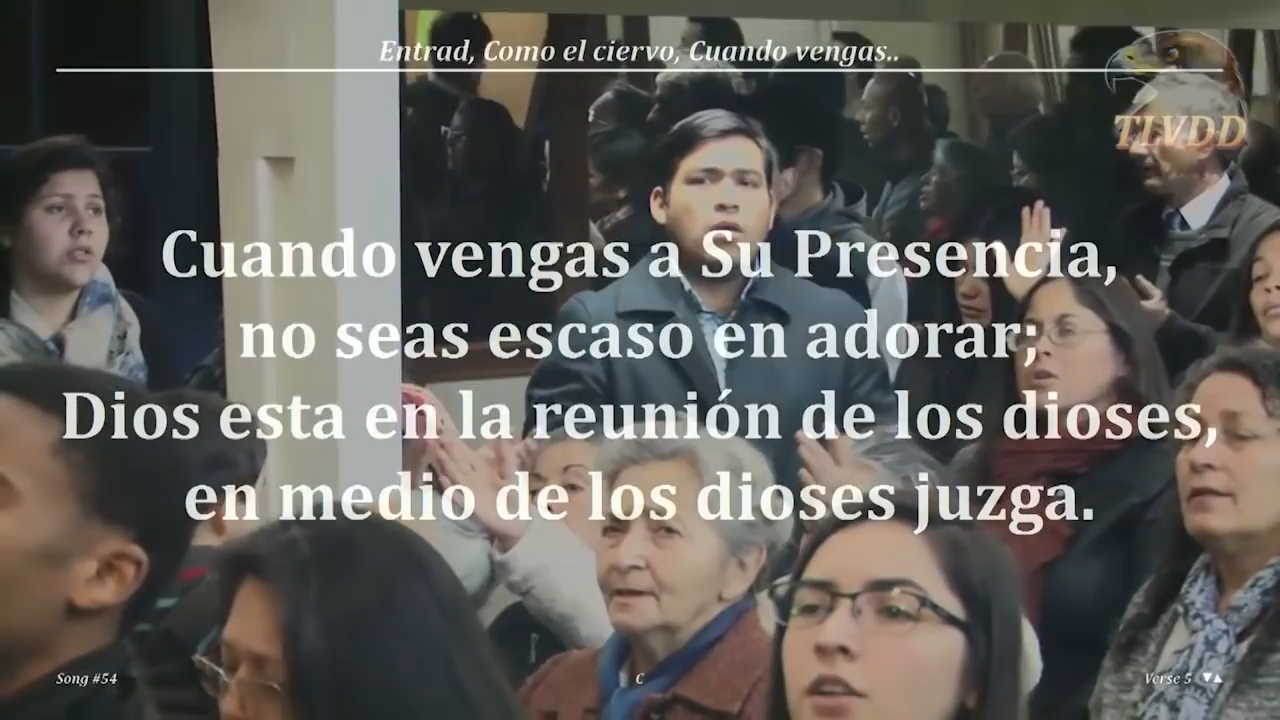 Entrad, Como el ciervo, Cuando vengas..
TLVDD
Cuando vengas a Su Presencia,
no seas escaso en adorar;
Dios esta en la reunión de los dioses,
en medio de los dioses juzga.
Song #54
C
Verse 5 ▼▲